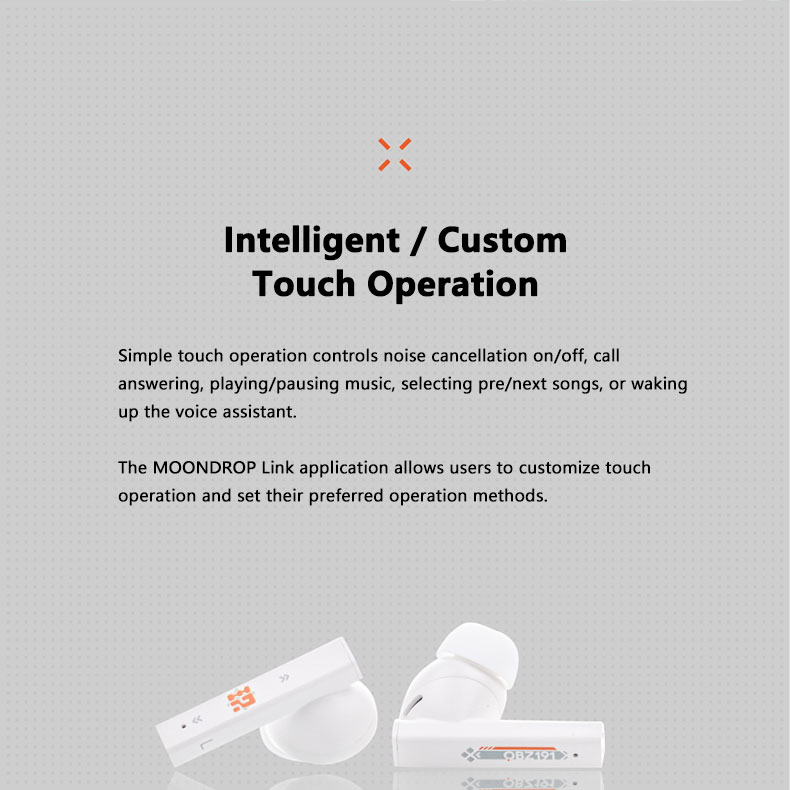 Intelligent / Custom
Touch Operation
Simple touch operation controls noise cancellation on/off, call
answering, playing/pausing music, selecting pre/next songs, or waking
up the voice assistant.
The MOONDROP Link application allows users to customize touch
operation and set their preferred operation methods.
L
QBZ191